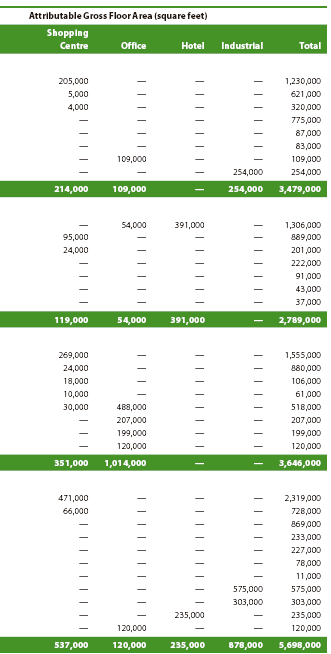 Attributable Gross Floor Area (square feet)
Shopping
Centre Office Hotel Industrial Total
205,000 — — — 1,230,000
5,000 — — — 621,000
4,000 — — — 320,000
— — — — 775,000
— — — — 87,000
— — — — 83,000
— 109,000 — — 109,000
— — — 254,000 254,000
214,000 109,000 — 254,000 3,479,000
— 54,000 391,000 — 1,306,000
95,000 — — — 889,000
24,000 — — — 201,000
— — — — 222,000
— — — — 91,000
— — — — 43,000
— — — — 37,000
119,000 54,000 391,000 — 2,789,000
269,000 — — — 1,555,000
24,000 — — — 880,000
18,000 — — — 106,000
10,000 — — — 61,000
30,000 488,000 — — 518,000
— 207,000 — — 207,000
— 199,000 — — 199,000
— 120,000 — — 120,000
351,000 1,014,000 — — 3,646,000
471,000 — — — 2,319,000
66,000 — — — 728,000
— — — — 869,000
— — — — 233,000
— — — — 227,000
— — — — 78,000
— — — — 11,000
— — — 575,000 575,000
— — — 303,000 303,000
— — 235,000 — 235,000
— 120,000 — — 120,000
537,000 120,000 235,000 878,000 5,698,000